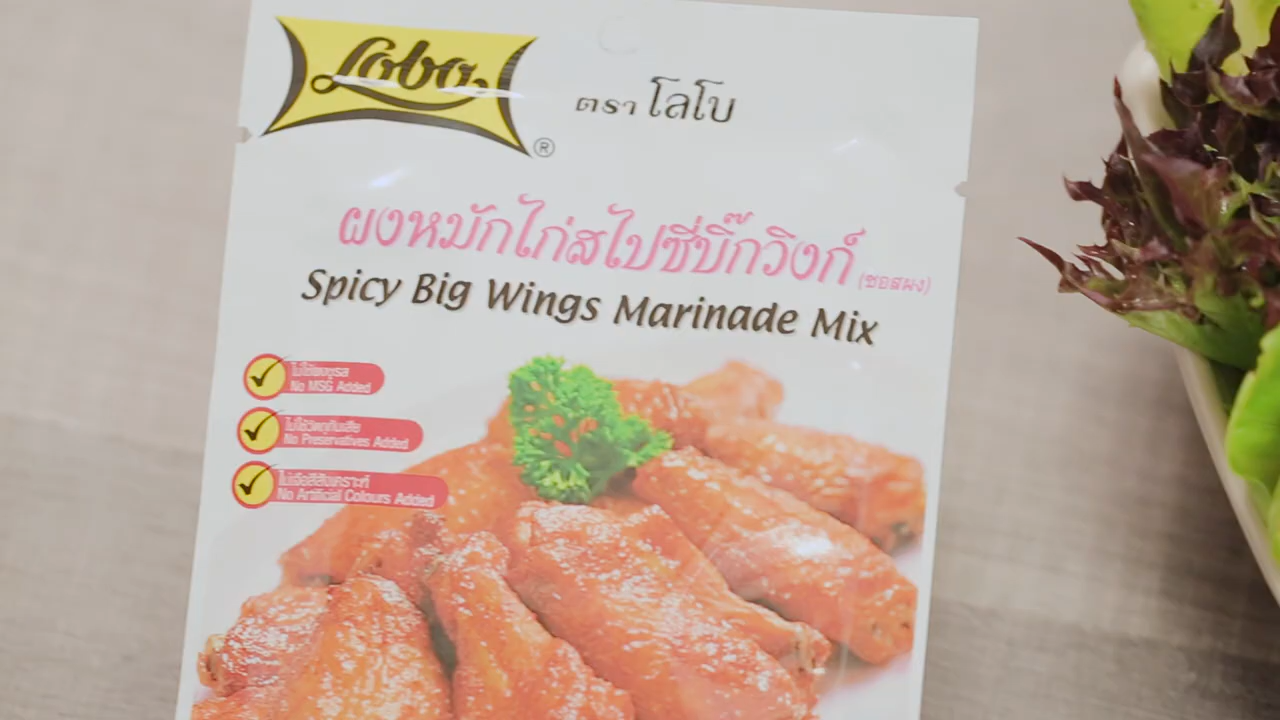 Lobo
®
ตรา โลโบ
ผงหมักไก่สไปซี่บิ๊กวิงก์ (ซอสผง)
Spicy Big Wings Marinade Mix
ไม่ใช้ผงชูรส
No MSG Added
ไม่ใช้วัตถุกันเสีย
No Preservatives Added
ไม่เจือสีสังเคราะห์
No Artificial Colours Added